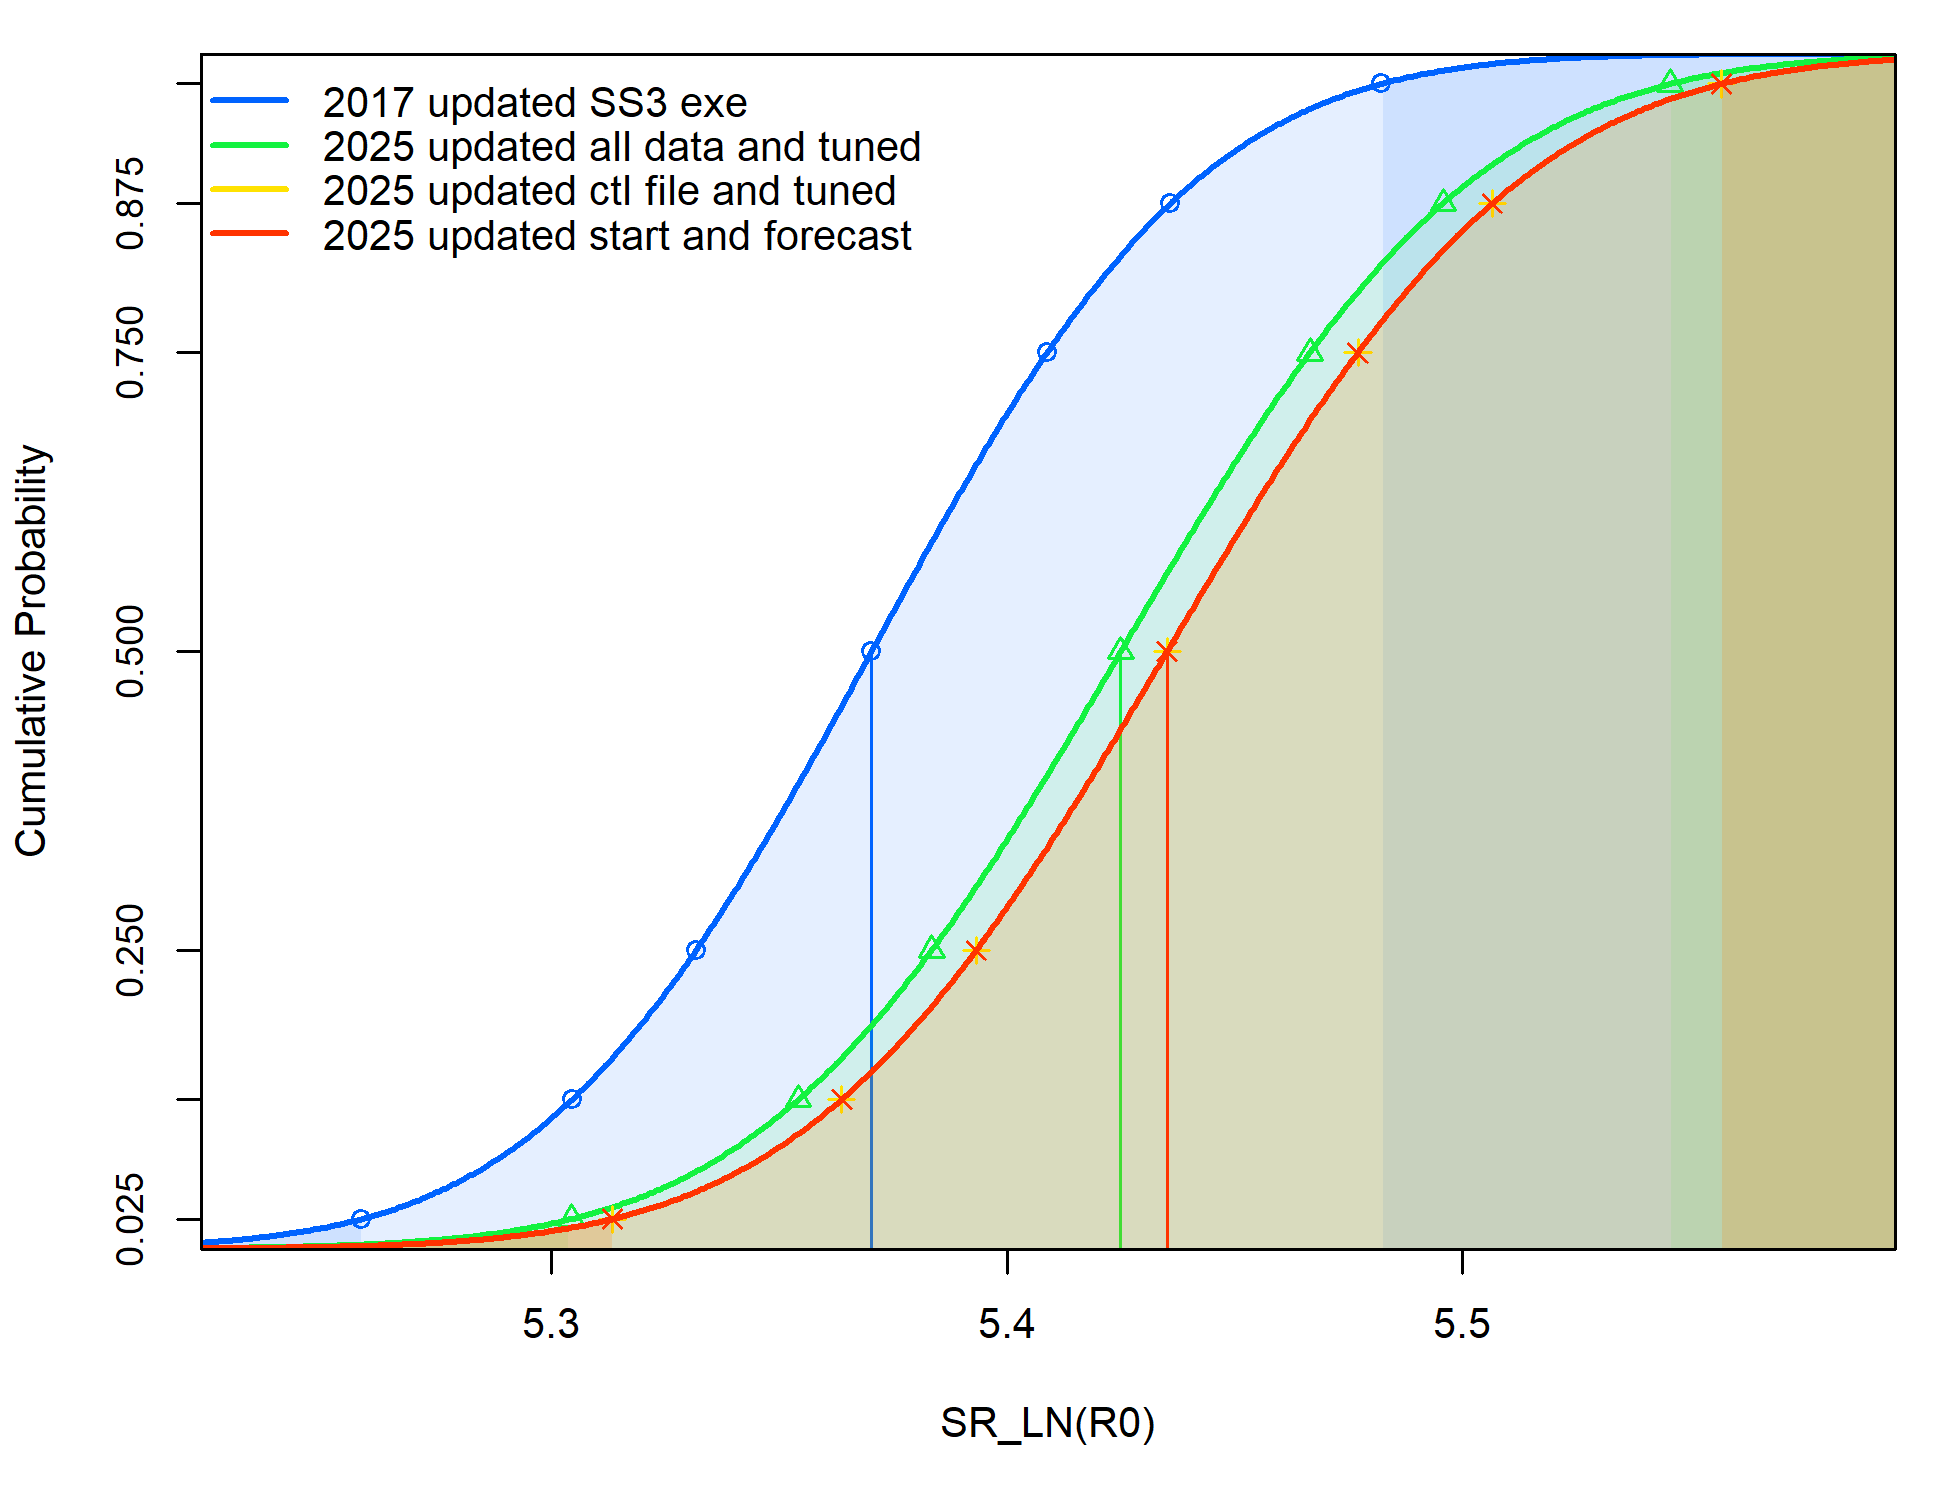 2017 updated SS3 exe
2025 updated all data and tuned
2025 updated ctl file and tuned
2025 updated start and forecast
Cumulative Probability
0.875
0.750
0.500
0.250
0.025
5.3 5.4 5.5
SR_LN(R0)